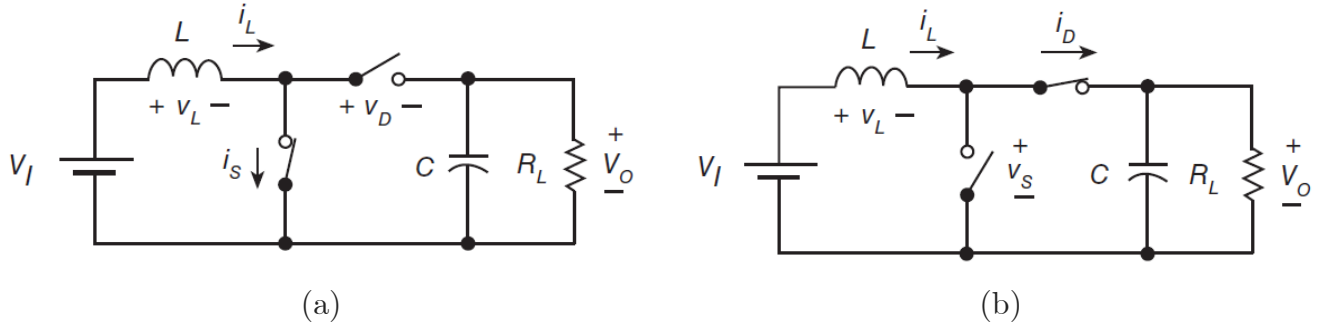 L i_L
+ v_L − + v_D −
V_I i_S C R_L + V_O −
(a)
L i_L i_D
+ v_L −
V_I + v_S − C R_L + V_O −
(b)